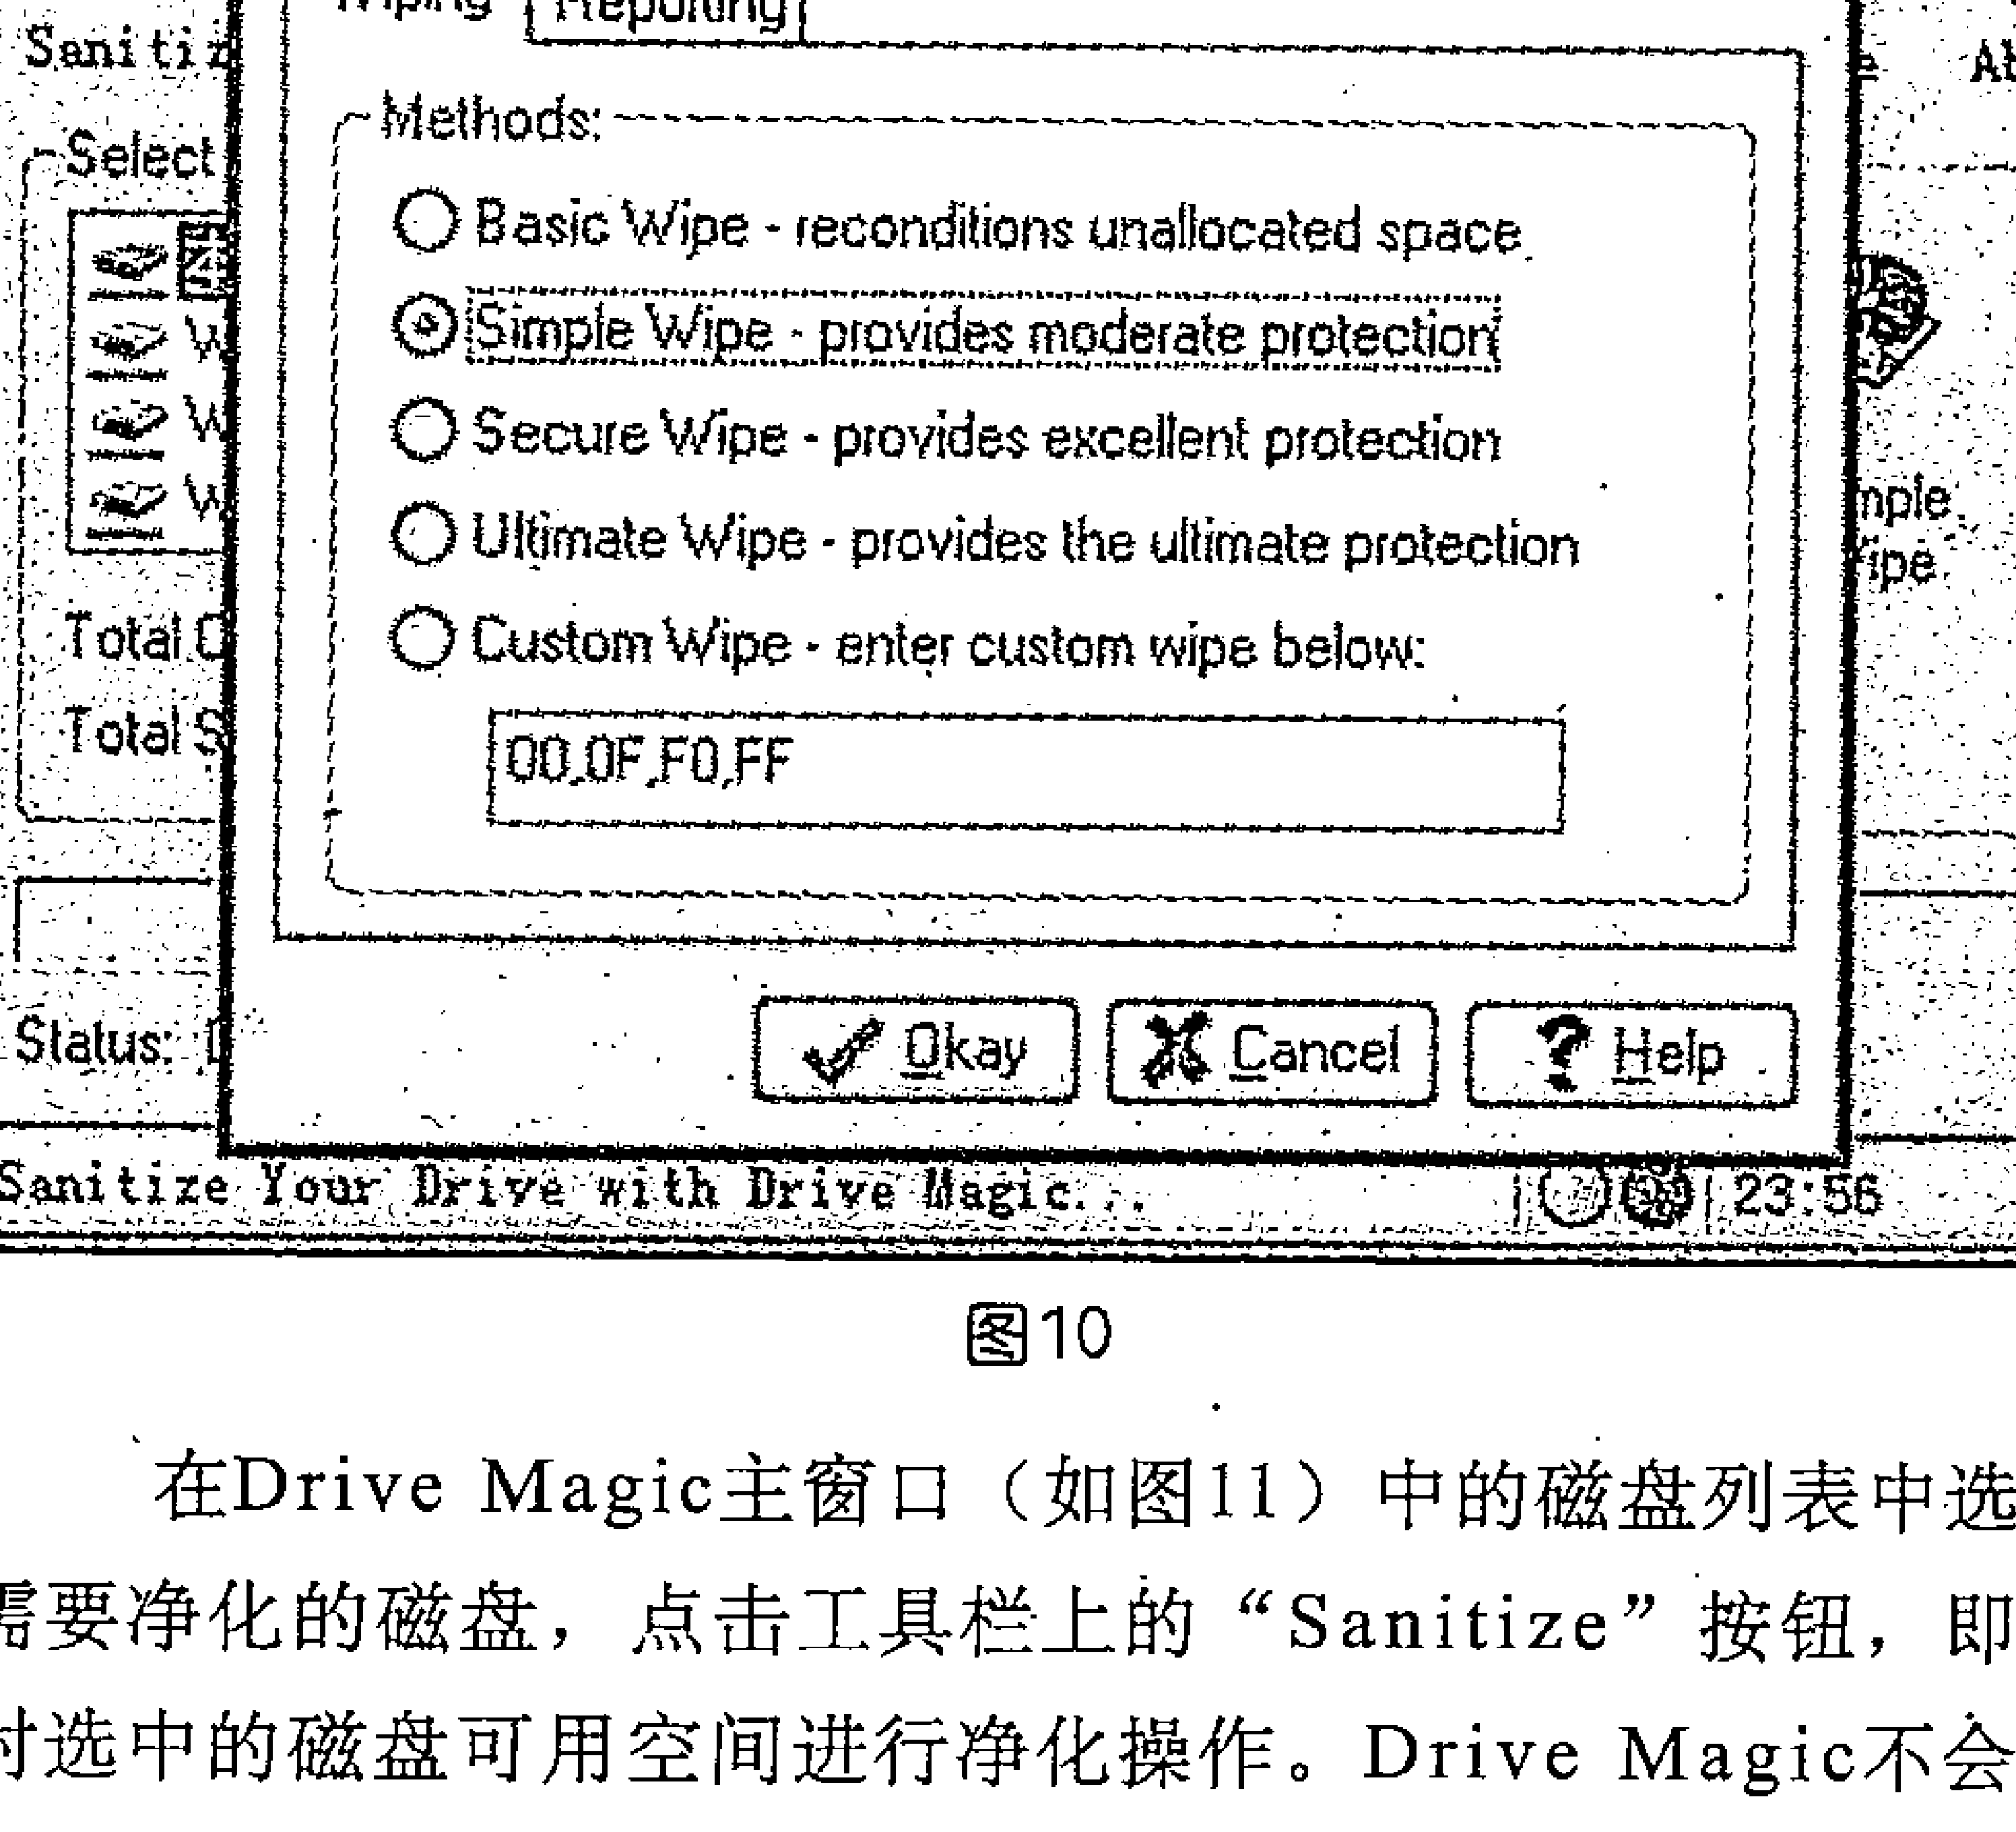 Wiping Reporting
Sanitiz
Select
Methods:
Basic Wipe - reconditions unallocated space
Simple Wipe - provides moderate protection
Secure Wipe - provides excellent protection
Ultimate Wipe - provides the ultimate protection
Custom Wipe - enter custom wipe below:
00,0F,F0,FF
W
W
W
Total
Total S
mple
ipe
Status:
Okay Cancel Help
Sanitize Your Drive with Drive Magic... 23:56
图10
在Drive Magic主窗口（如图11）中的磁盘列表中选
需要净化的磁盘，点击工具栏上的“Sanitize”按钮，即
对选中的磁盘可用空间进行净化操作。Drive Magic不会